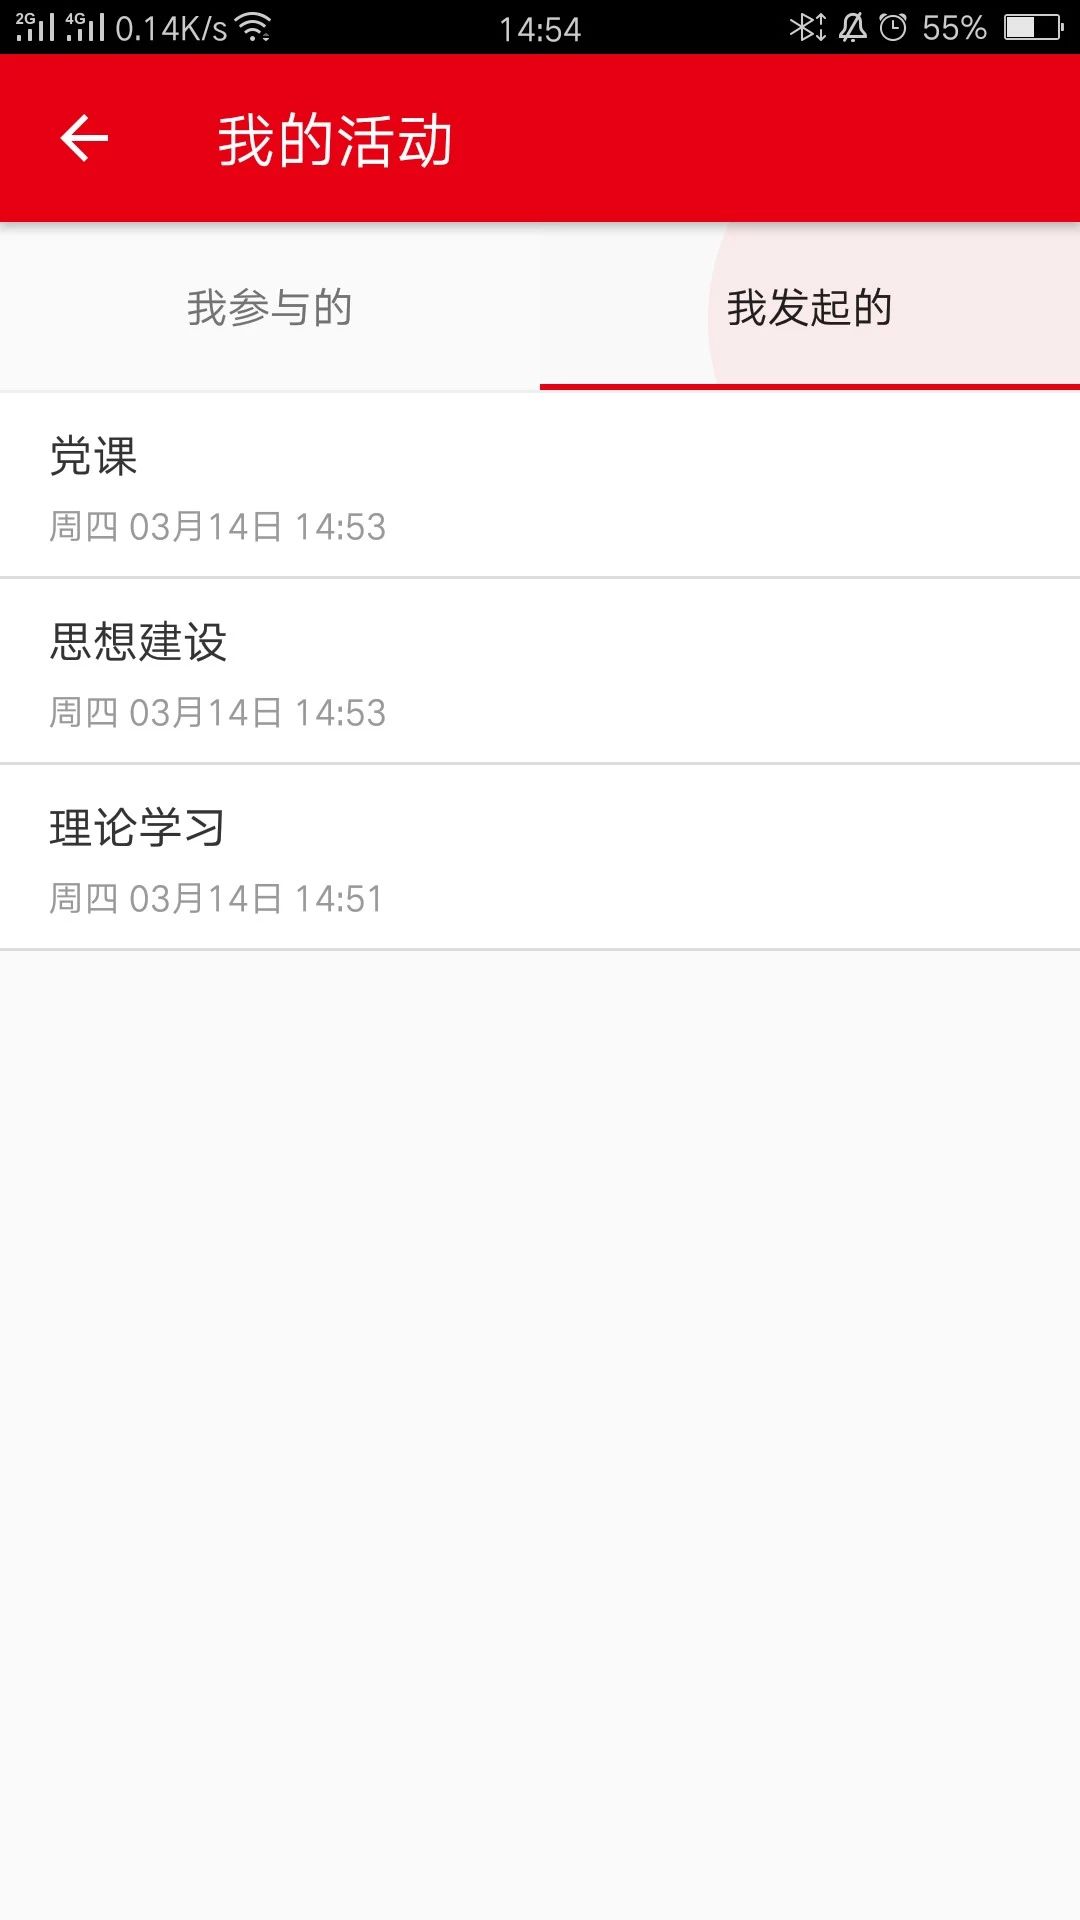 2G 4G 0.14K/s 14:54 55%
我的活动
我参与的 我发起的
党课
周四 03月14日 14:53
思想建设
周四 03月14日 14:53
理论学习
周四 03月14日 14:51